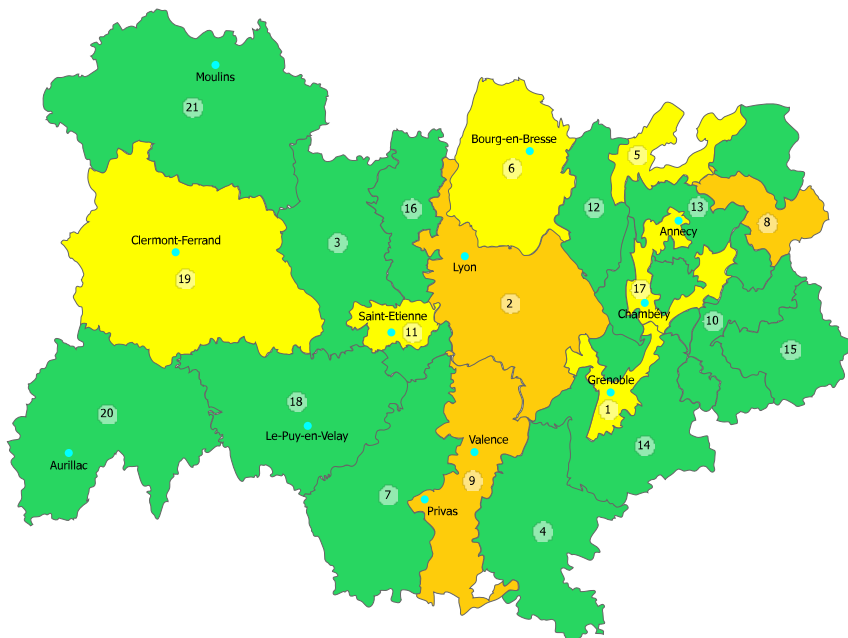 Moulins
21
Bourg-en-Bresse
6
5
16
12
13
Annecy
8
3
Clermont-Ferrand
19
Lyon
17
2
Chambéry
10
Saint-Etienne
11
15
Grenoble
1
20
18
Le-Puy-en-Velay
Valence
14
Aurillac
9
7
Privas
4